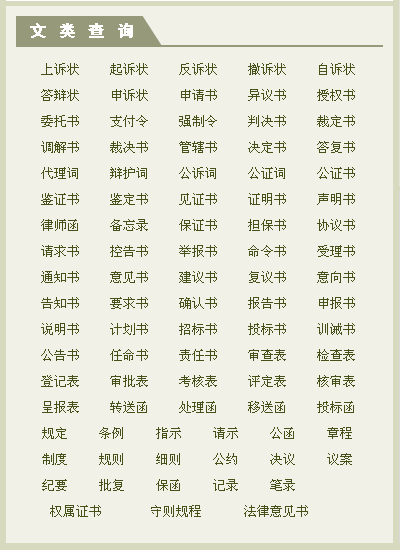 文类查询
上诉状 起诉状 反诉状 撤诉状 自诉状
答辩状 申诉状 申请书 异议书 授权书
委托书 支付令 强制令 判决书 裁定书
调解书 裁决书 管辖书 决定书 答复书
代理词 辩护词 公诉词 公证词 公证书
鉴证书 鉴定书 见证书 证明书 声明书
律师函 备忘录 保证书 担保书 协议书
请求书 控告书 举报书 命令书 受理书
通知书 意见书 建议书 复议书 意向书
告知书 要求书 确认书 报告书 申报书
说明书 计划书 招标书 投标书 训诫书
公告书 任命书 责任书 审查表 检查表
登记表 审批表 考核表 评定表 核审表
呈报表 转送函 处理函 移送函 投标函
规定 条例 指示 请示 公函 章程
制度 规则 细则 公约 决议 议案
纪要 批复 保函 记录 笔录
权属证书 守则规程 法律意见书